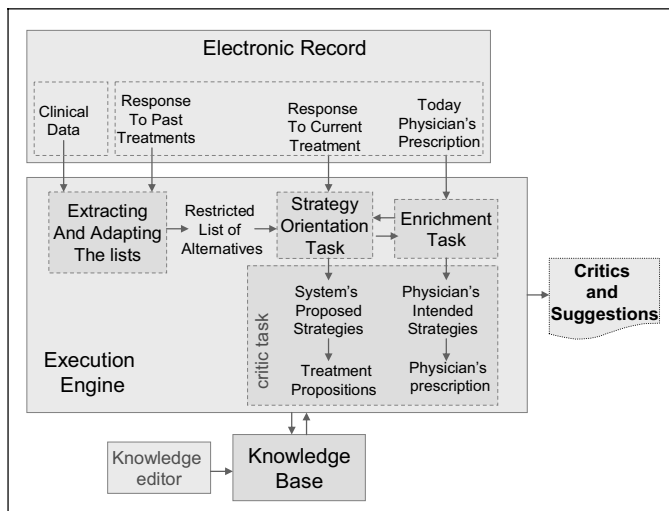 Electronic Record
Clinical
Data
Response
To Past
Treatments
Response
To Current
Treatment
Today
Physician's
Prescription
Extracting
And Adapting
The lists
Restricted
List of
Alternatives
Strategy
Orientation
Task
Enrichment
Task
critic task
System's
Proposed
Strategies
Treatment
Propositions
Physician's
Intended
Strategies
Physician's
prescription
Execution
Engine
Critics
and
Suggestions
Knowledge
editor
Knowledge
Base